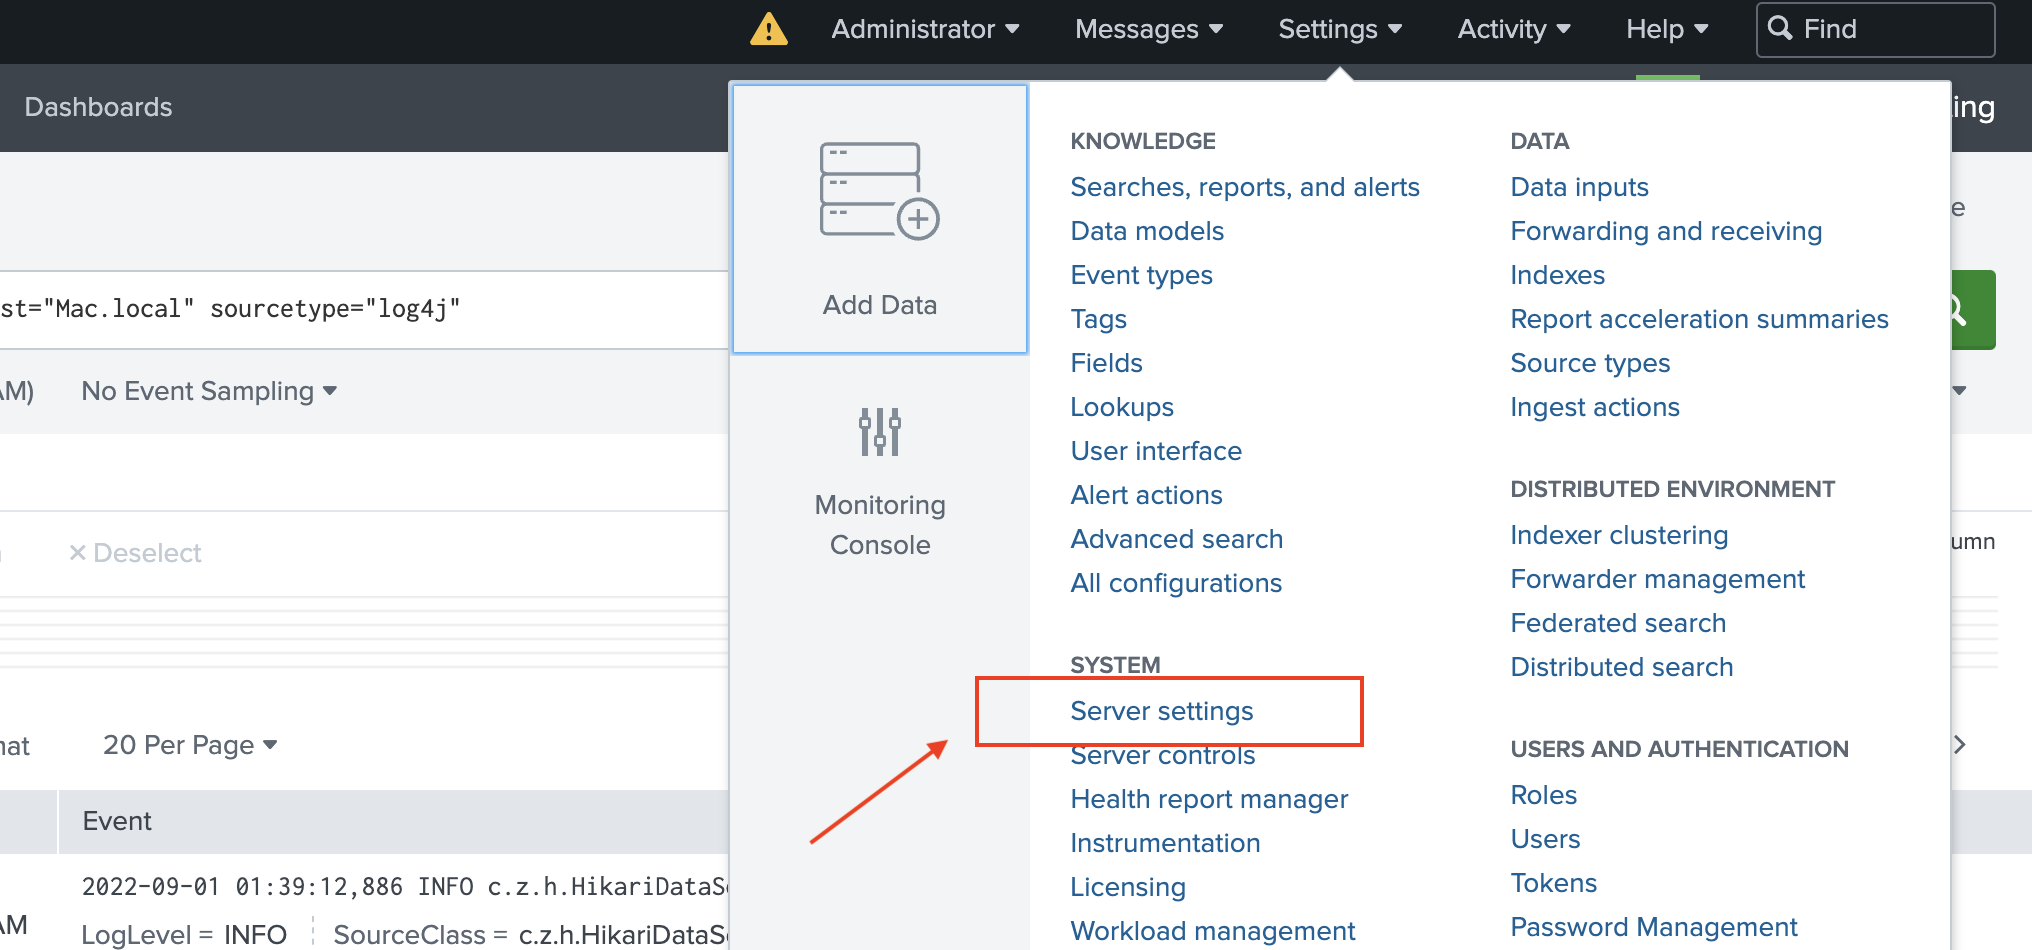 Administrator Messages Settings Activity Help Find
Dashboards
Add Data
Monitoring
Console
KNOWLEDGE
Searches, reports, and alerts
Data models
Event types
Tags
Fields
Lookups
User interface
Alert actions
Advanced search
All configurations
SYSTEM
Server settings
Server controls
Health report manager
Instrumentation
Licensing
Workload management
DATA
Data inputs
Forwarding and receiving
Indexes
Report acceleration summaries
Source types
Ingest actions
DISTRIBUTED ENVIRONMENT
Indexer clustering
Forwarder management
Federated search
Distributed search
USERS AND AUTHENTICATION
Roles
Users
Tokens
Password Management
st="Mac.local" sourcetype="log4j"
AM) No Event Sampling
Deselect
20 Per Page
Event
2022-09-01 01:39:12,886 INFO c.z.h.HikariDataS
AM LogLevel = INFO SourceClass = c.z.h.HikariDataS